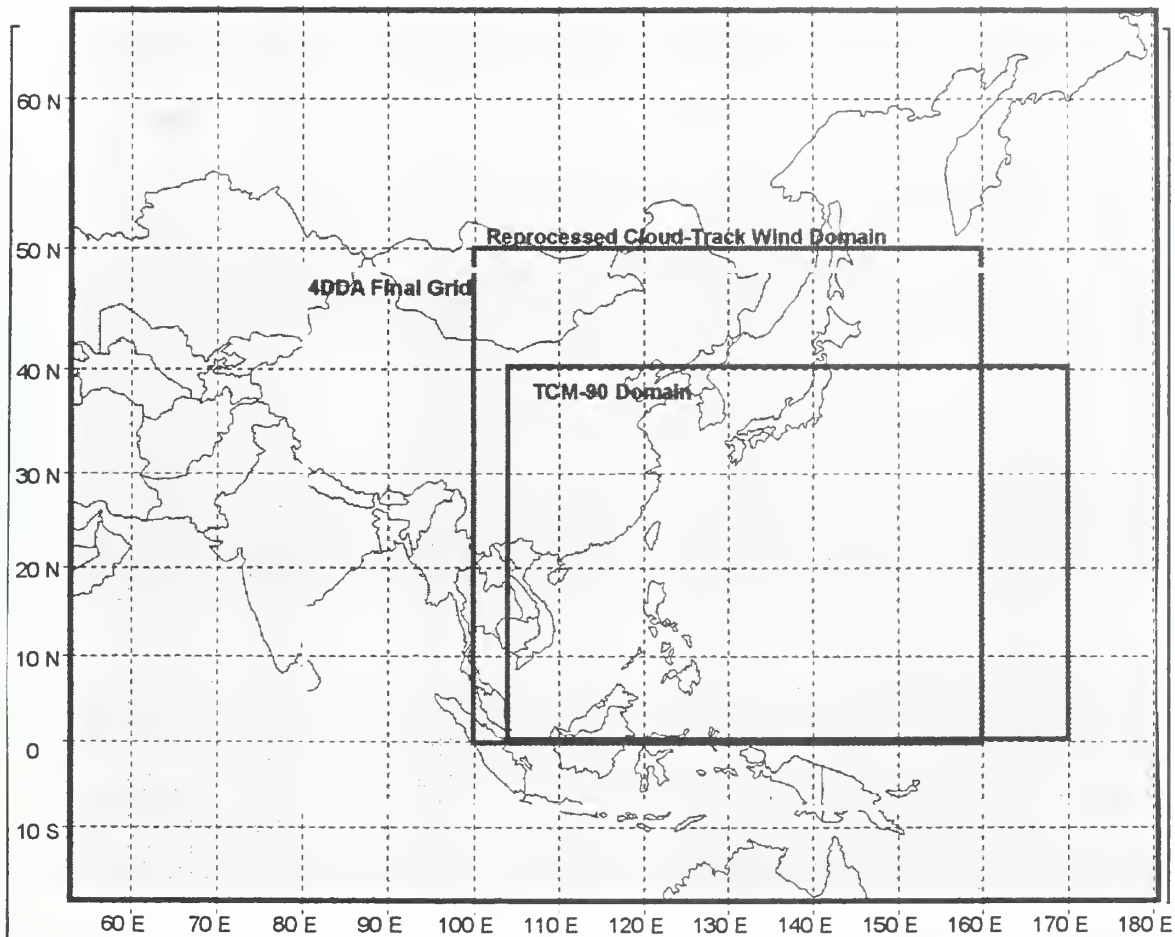 60 N
50 N
40 N
30 N
20 N
10 N
0
10 S
Reprocessed Cloud-Track Wind Domain
4DDA Final Grid
TCM-90 Domain
60 E 70 E 80 E 90 E 100 E 110 E 120 E 130 E 140 E 150 E 160 E 170 E 180 E